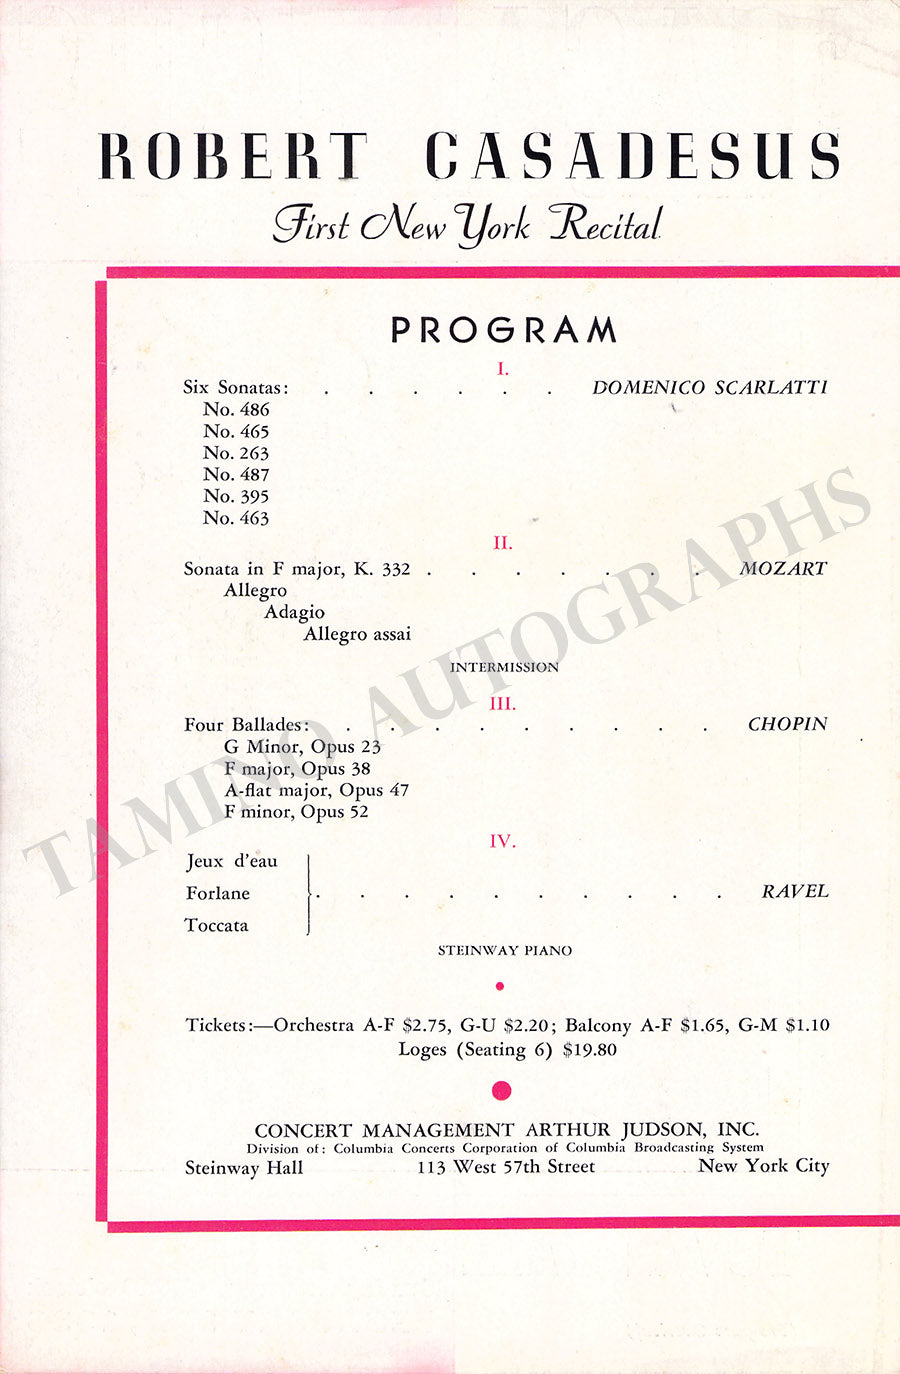 ROBERT CASADESUS
First New York Recital
PROGRAM
I.
Six Sonatas: . . . . . . DOMENICO SCARLATTI
No. 486
No. 465
No. 263
No. 487
No. 395
No. 463
II.
Sonata in F major, K. 332 . . . . . . . MOZART
Allegro
Adagio
Allegro assai
INTERMISSION
III.
Four Ballades: . . . . . . . . . CHOPIN
G Minor, Opus 23
F major, Opus 38
A-flat major, Opus 47
F minor, Opus 52
IV.
Jeux d'eau
Forlane . . . . . . . . . . RAVEL
Toccata
STEINWAY PIANO
Tickets:—Orchestra A-F $2.75, G-U $2.20; Balcony A-F $1.65, G-M $1.10
Loges (Seating 6) $19.80
CONCERT MANAGEMENT ARTHUR JUDSON, INC.
Division of: Columbia Concerts Corporation of Columbia Broadcasting System
Steinway Hall 113 West 57th Street New York City
TAMINO AUTOGRAPHS